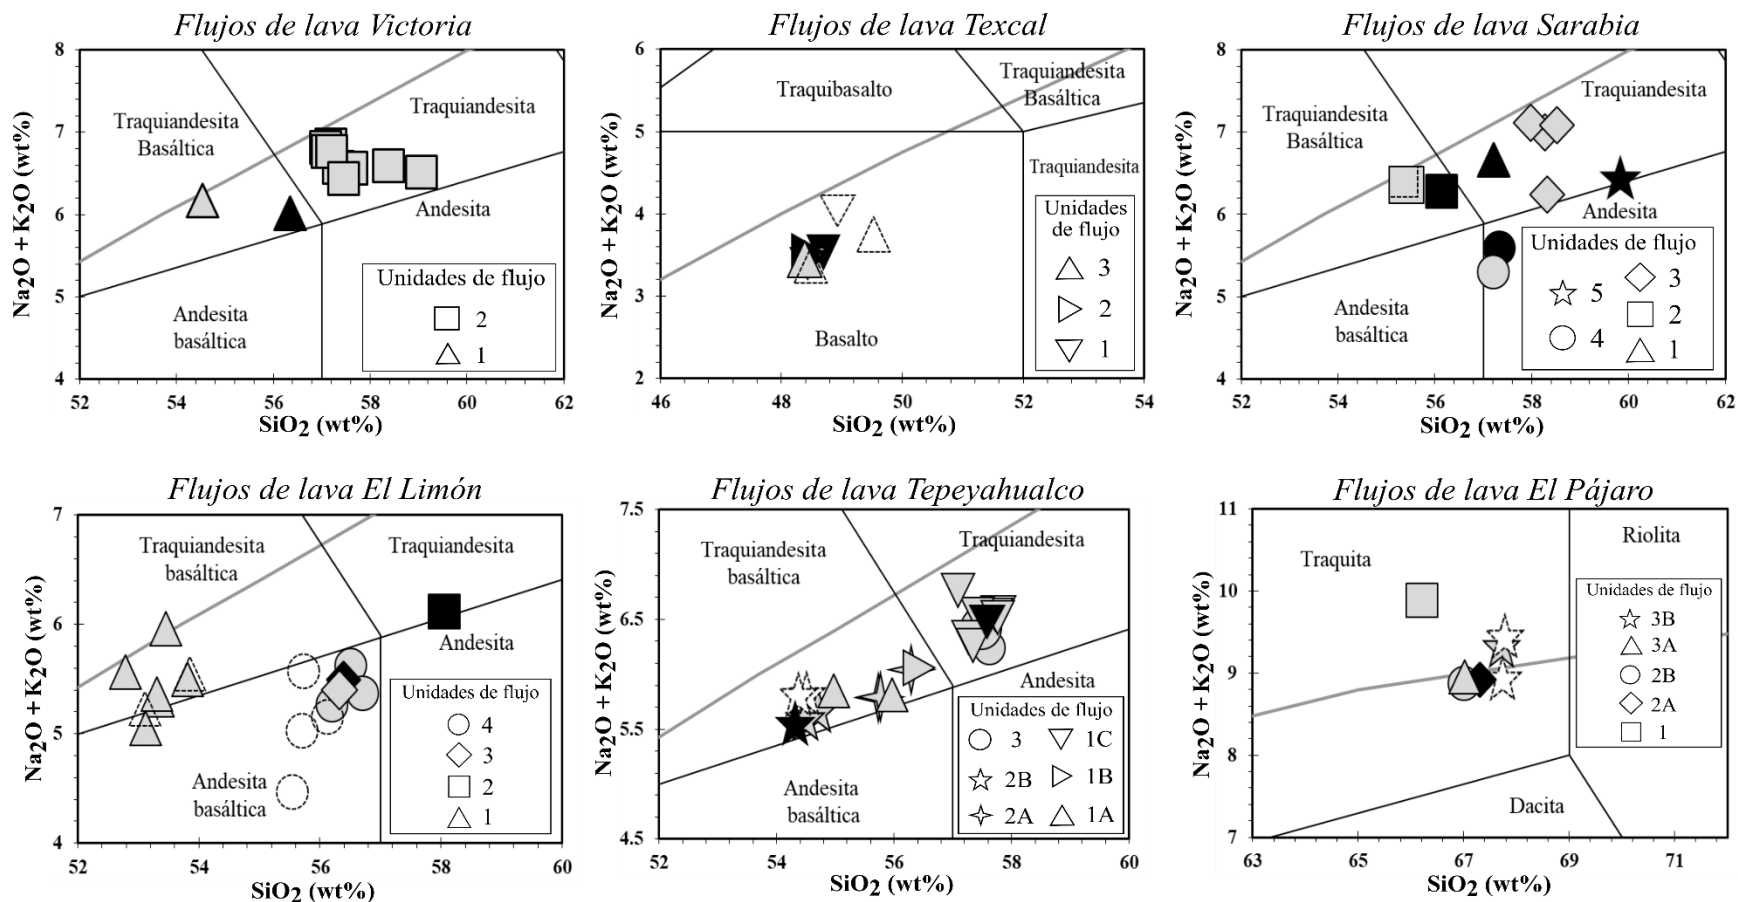 Flujos de lava Victoria
8
7
6
5
4
Na2O + K2O (wt%)
Traquiandesita
Basáltica
Traquiandesita
Andesita
Andesita
basáltica
Unidades de flujo
2
1
52 54 56 58 60 62
SiO2 (wt%)
Flujos de lava Texcal
6
5
4
3
2
Na2O + K2O (wt%)
Traquibasalto
Traquiandesita
Basáltica
Traquiandesita
Basalto
Unidades
de flujo
3
2
1
46 48 50 52 54
SiO2 (wt%)
Flujos de lava Sarabia
8
7
6
5
4
Na2O + K2O (wt%)
Traquiandesita
Basáltica
Traquiandesita
Andesita
Andesita
basáltica
Unidades de flujo
5 3
2
4 1
52 54 56 58 60 62
SiO2 (wt%)
Flujos de lava El Limón
7
6
5
4
Na2O + K2O (wt%)
Traquiandesita
basáltica
Traquiandesita
Andesita
Andesita
basáltica
Unidades de flujo
4
3
2
1
52 54 56 58 60
SiO2 (wt%)
Flujos de lava Tepeyahualco
7.5
6.5
5.5
4.5
Na2O + K2O (wt%)
Traquiandesita
basáltica
Traquiandesita
Andesita
Andesita
basáltica
Unidades de flujo
3 1C
2B 1B
2A 1A
52 54 56 58 60
SiO2 (wt%)
Flujos de lava El Pájaro
11
10
9
8
7
Na2O + K2O (wt%)
Traquita
Riolita
Dacita
Unidades de flujo
3B
3A
2B
2A
1
63 65 67 69 71
SiO2 (wt%)